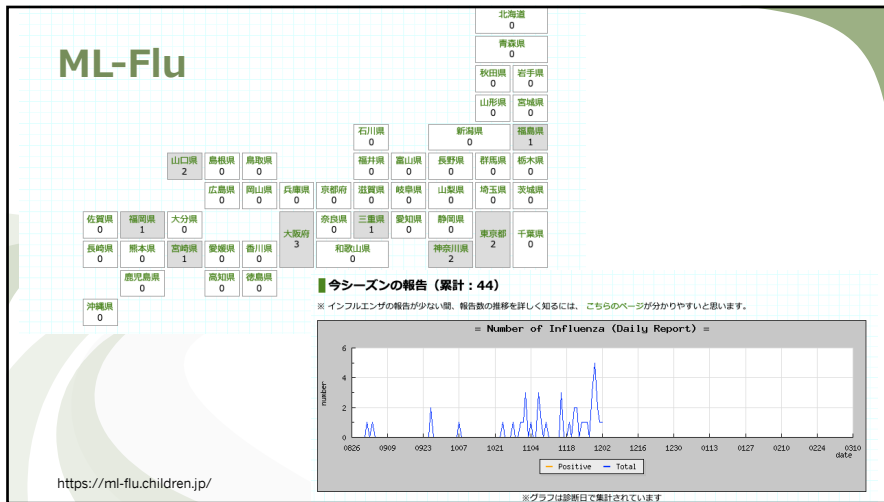 ML-Flu
北海道
0
青森県
0
秋田県 岩手県
0 0
山形県 宮城県
0 0
石川県 新潟県 福島県
0 0 1
山口県 島根県 鳥取県 福井県 富山県 長野県 群馬県 栃木県
2 0 0 0 0 0 0 0
広島県 岡山県 兵庫県 京都府 滋賀県 岐阜県 山梨県 埼玉県 茨城県
0 0 0 0 0 0 0 0 0
佐賀県 福岡県 大分県 大阪府 奈良県 三重県 愛知県 静岡県 東京都 千葉県
0 1 0 3 0 1 0 0 2 0
長崎県 熊本県 宮崎県 愛媛県 香川県 和歌山県 神奈川県
0 0 1 0 0 0 2
鹿児島県 高知県 徳島県
0 0 0
沖縄県
0
今シーズンの報告（累計：44）
※ インフルエンザの報告が少ない間、報告数の推移を詳しく知るには、 こちらのページが分かりやすいと思います。
= Number of Influenza (Daily Report) =
number
6
4
2
0
0826 0909 0923 1007 1021 1104 1118 1202 1216 1230 0113 0127 0210 0224 0310
date
Positive Total
※グラフは診断日で集計されています
https://ml-flu.children.jp/